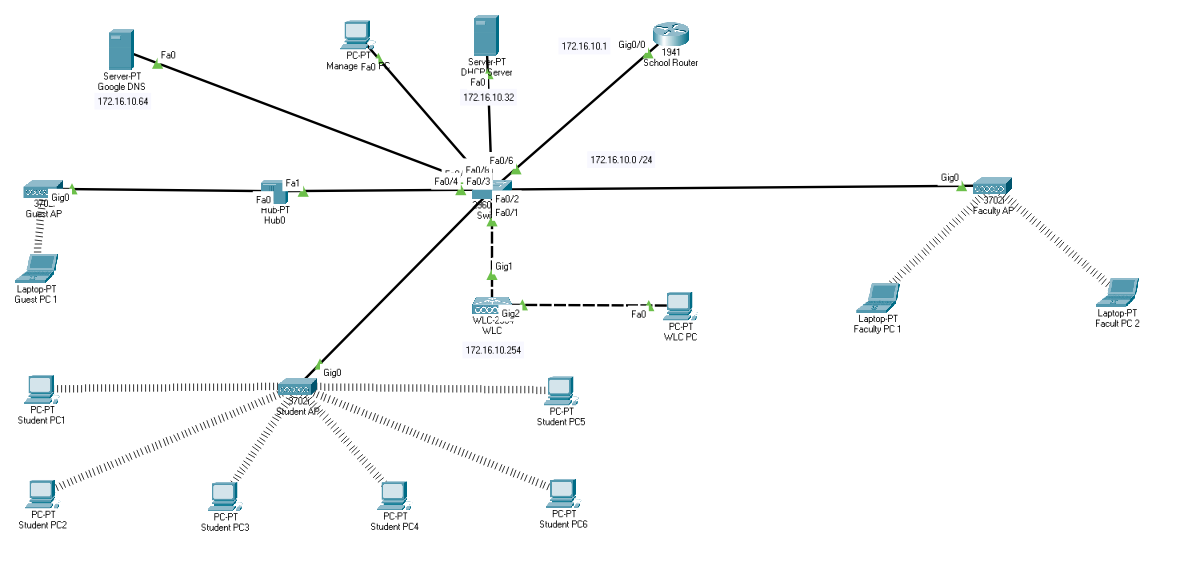 Fa0
Server-PT
Google DNS
172.16.10.64
PC-PT
Manage
Fa0
PC
Server-PT
DHCP Server
Fa0
172.16.10.32
172.16.10.1
Gig0/0
1941
School Router
Fa0/6
172.16.10.0 /24
Fa0/4
Fa0/3
Fa0/2
Fa0/1
Gig0
Guest AP
Fa1
Fa0
Hub-PT
Hub0
Gig0
3702i
Faculty AP
Laptop-PT
Guest PC 1
Gig1
Gig2
WLC
172.16.10.254
Fa0
PC-PT
WLC PC
Laptop-PT
Faculty PC 1
Laptop-PT
Facult PC 2
Gig0
3702i
Student AP
PC-PT
Student PC1
PC-PT
Student PC5
PC-PT
Student PC2
PC-PT
Student PC3
PC-PT
Student PC4
PC-PT
Student PC6